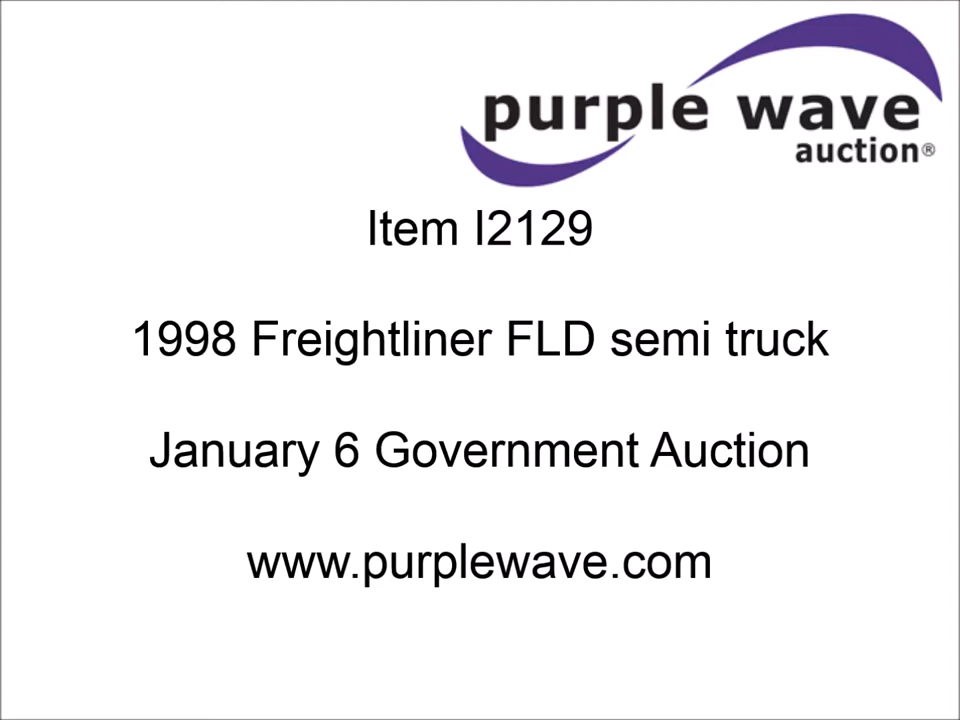 purple wave
auction®
Item I2129
1998 Freightliner FLD semi truck
January 6 Government Auction
www.purplewave.com